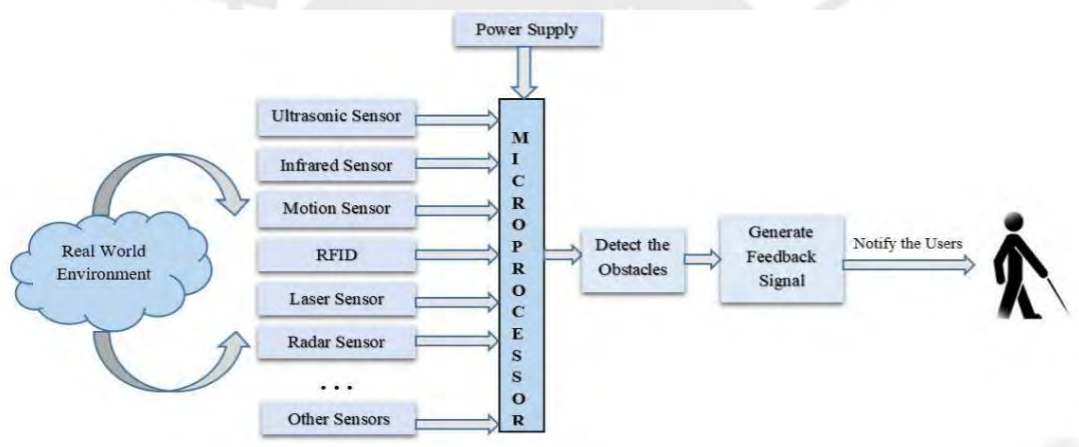 Power Supply
Ultrasonic Sensor
Infrared Sensor
Motion Sensor
RFID
Laser Sensor
Radar Sensor
...
Other Sensors
Real World
Environment
M
I
C
R
O
P
R
O
C
E
S
S
O
R
Detect the
Obstacles
Generate
Feedback
Signal
Notify the Users